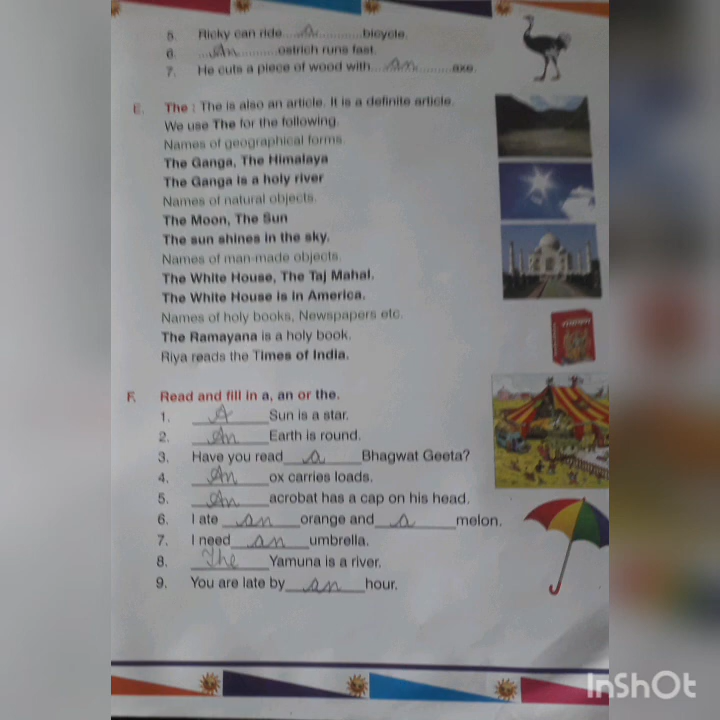 5. Ricky can ride....a............bicycle.
6. ....An............ostrich runs fast.
7. He cuts a piece of wood with....an..........axe.
E. The : The is also an article. It is a definite article.
We use The for the following.
Names of geographical forms.
The Ganga, The Himalaya
The Ganga is a holy river
Names of natural objects.
The Moon, The Sun
The sun shines in the sky.
Names of man-made objects.
The White House, The Taj Mahal.
The White House is in America.
Names of holy books, Newspapers etc.
The Ramayana is a holy book.
Riya reads the Times of India.
F. Read and fill in a, an or the.
1. A Sun is a star.
2. An Earth is round.
3. Have you read a Bhagwat Geeta?
4. An ox carries loads.
5. An acrobat has a cap on his head.
6. I ate an orange and a melon.
7. I need an umbrella.
8. The Yamuna is a river.
9. You are late by an hour.
InShOt